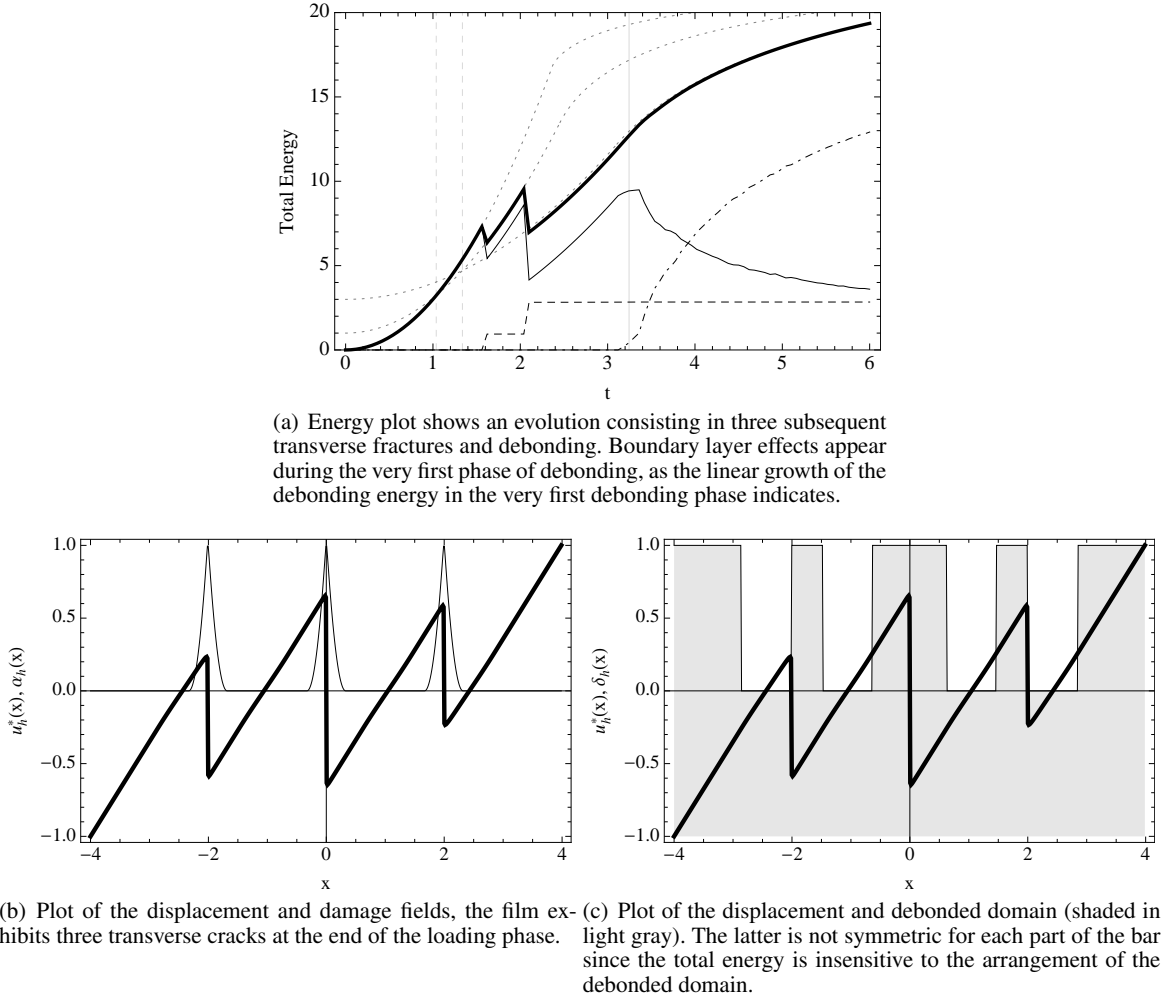 20
15
10
5
0
Total Energy
0 1 2 3 4 5 6
t
(a) Energy plot shows an evolution consisting in three subsequent
transverse fractures and debonding. Boundary layer effects appear
during the very first phase of debonding, as the linear growth of the
debonding energy in the very first debonding phase indicates.
1.0
0.5
0.0
−0.5
−1.0
u*h(x), αh(x)
−4 −2 0 2 4
x
(b) Plot of the displacement and damage fields, the film ex-
hibits three transverse cracks at the end of the loading phase.
1.0
0.5
0.0
−0.5
−1.0
u*h(x), δh(x)
−4 −2 0 2 4
x
(c) Plot of the displacement and debonded domain (shaded in
light gray). The latter is not symmetric for each part of the bar
since the total energy is insensitive to the arrangement of the
debonded domain.